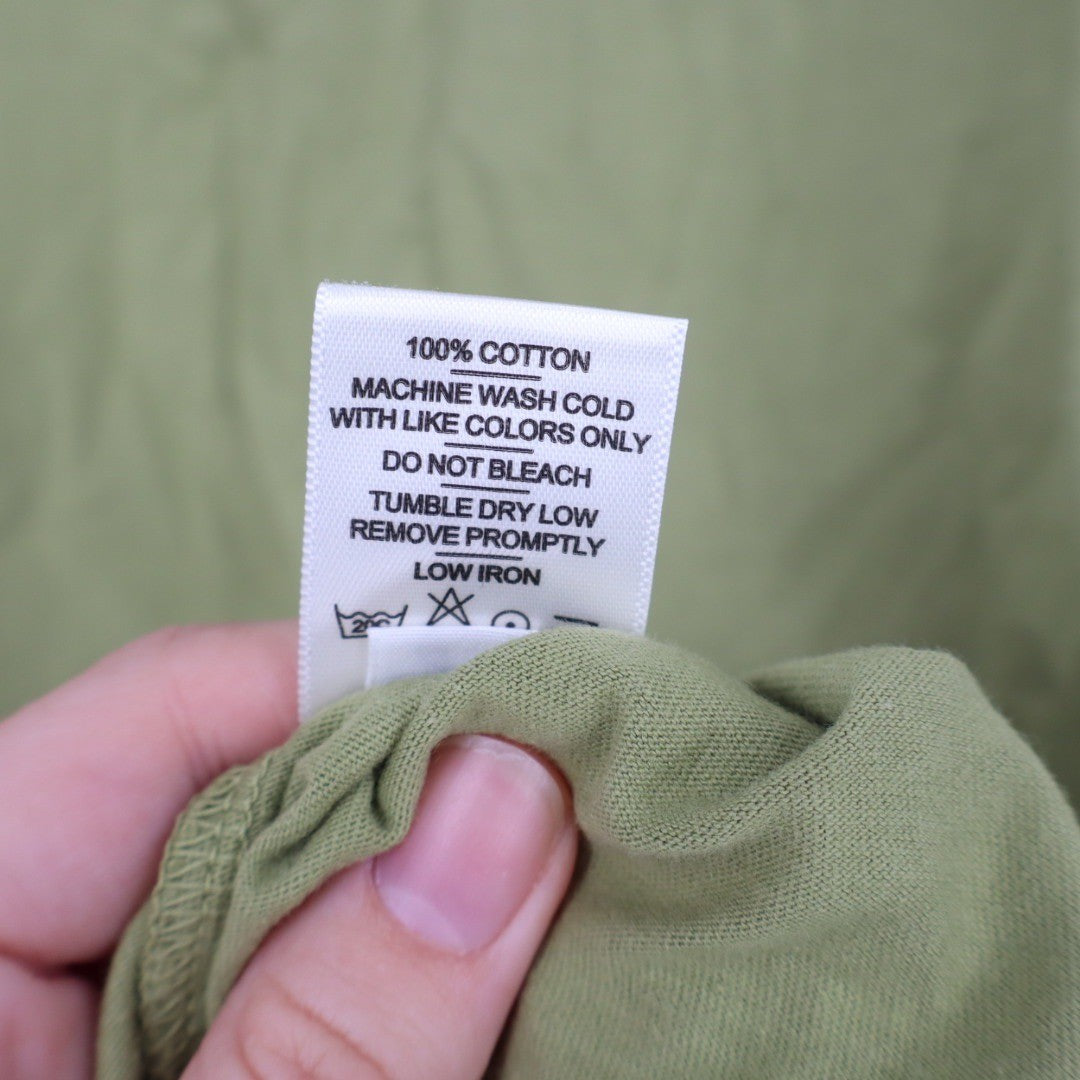 100% COTTON
MACHINE WASH COLD
WITH LIKE COLORS ONLY
DO NOT BLEACH
TUMBLE DRY LOW
REMOVE PROMPTLY
LOW IRON